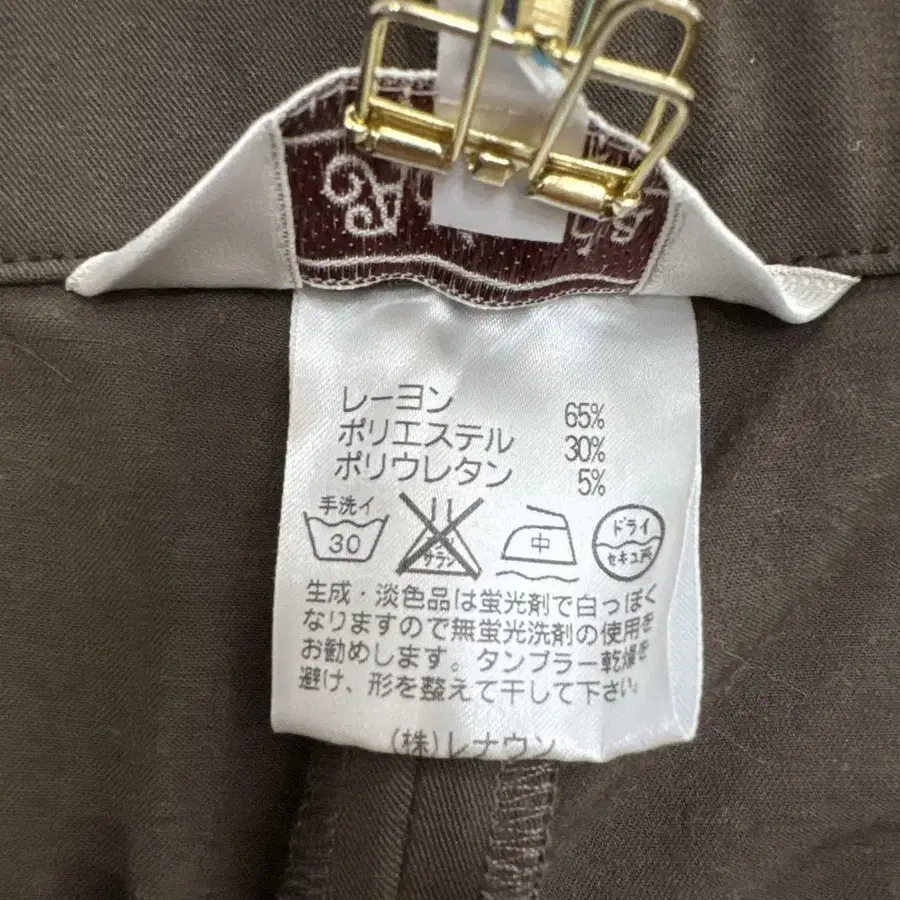 レーヨン 65%
ポリエステル 30%
ポリウレタン 5%
手洗イ
30
サラシ
中
ドライ
セキユ系
生成・淡色品は蛍光剤で白っぽく
なりますので無蛍光洗剤の使用を
お勧めします。タンブラー乾燥を
避け、形を整えて干して下さい。
(株)レナウン